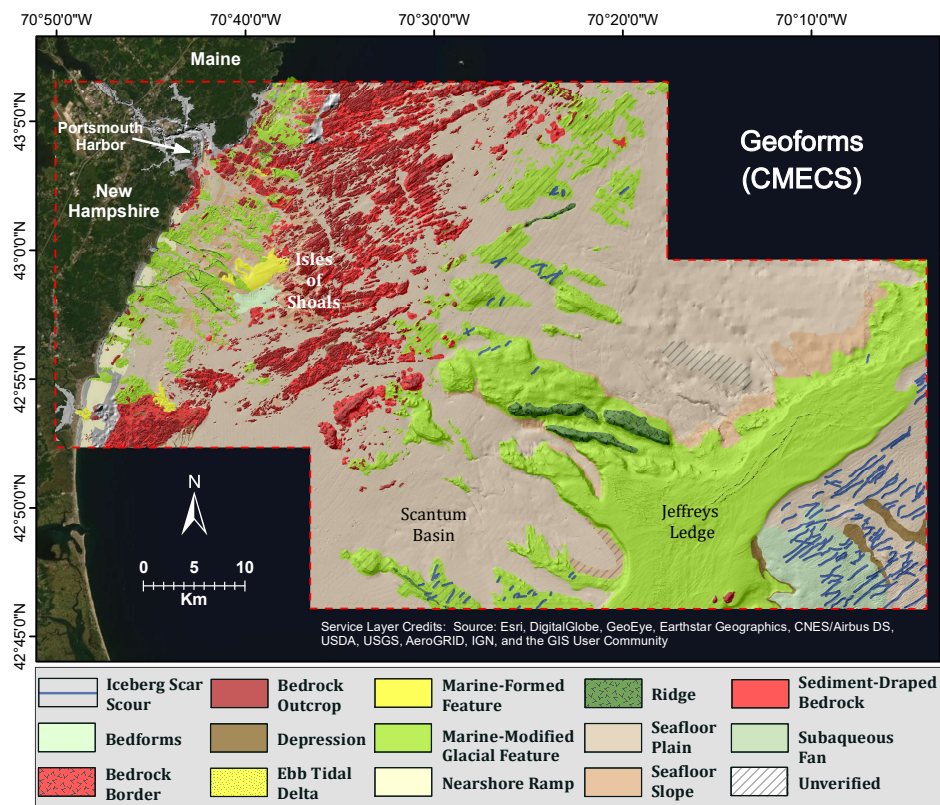 70°50'0"W 70°40'0"W 70°30'0"W 70°20'0"W 70°10'0"W
Maine
43°5'0"N
Portsmouth
Harbor
Geoforms
(CMECS)
New
Hampshire
43°0'0"N
Isles
of
Shoals
42°55'0"N
42°50'0"N
Scantum
Basin
Jeffreys
Ledge
N
0 5 10
Km
42°45'0"N
Service Layer Credits: Source: Esri, DigitalGlobe, GeoEye, Earthstar Geographics, CNES/Airbus DS,
USDA, USGS, AeroGRID, IGN, and the GIS User Community
Iceberg Scar
Scour
Bedrock
Outcrop
Marine-Formed
Feature
Ridge
Sediment-Draped
Bedrock
Bedforms
Depression
Marine-Modified
Glacial Feature
Seafloor
Plain
Subaqueous
Fan
Bedrock
Border
Ebb Tidal
Delta
Nearshore Ramp
Seafloor
Slope
Unverified